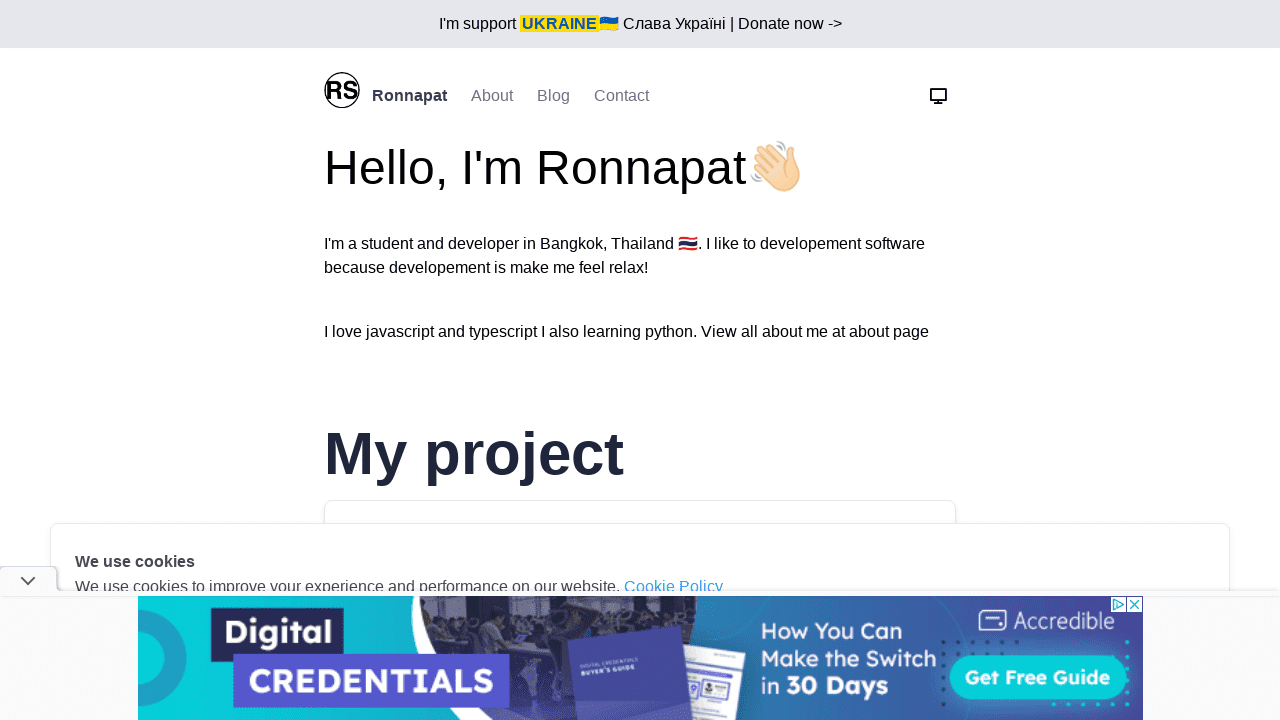 I'm support UKRAINE🇺🇦 Слава Україні | Donate now ->
RS Ronnapat About Blog Contact
Hello, I'm Ronnapat👋🏻
I'm a student and developer in Bangkok, Thailand 🇹🇭. I like to developement software
because developement is make me feel relax!
I love javascript and typescript I also learning python. View all about me at about page
My project
We use cookies
We use cookies to improve your experience and performance on our website. Cookie Policy
Digital
CREDENTIALS
DIGITAL CREDENTIALS
BUYER'S GUIDE
How You Can
Make the Switch
in 30 Days
Accredible
Get Free Guide